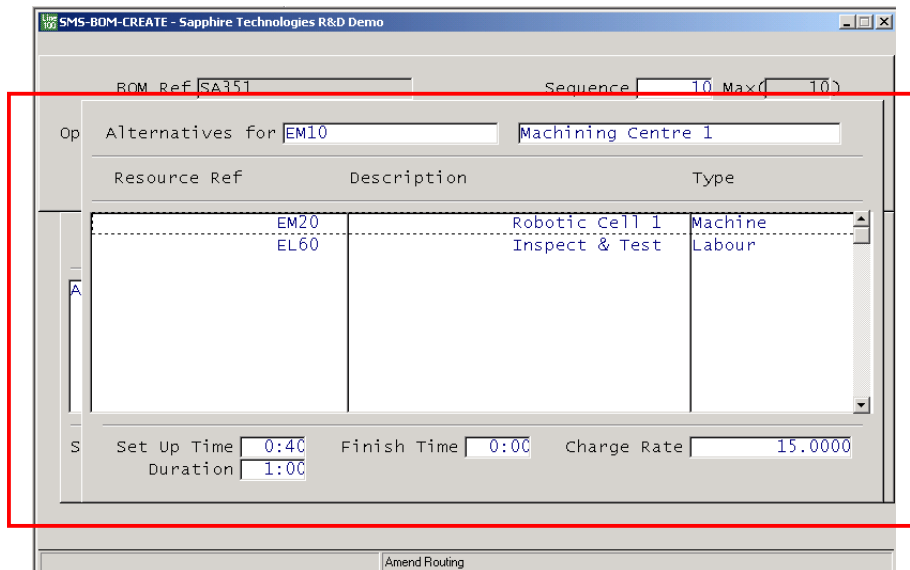 Line 100 SMS-BOM-CREATE - Sapphire Technologies R&D Demo
BOM Ref SA351 Sequence 10 Max( 10)
Op Alternatives for EM10 Machining Centre 1
Resource Ref Description Type
EM20 Robotic Cell 1 Machine
EL60 Inspect & Test Labour
A
S Set Up Time 0:40 Finish Time 0:00 Charge Rate 15.0000
Duration 1:00
Amend Routing